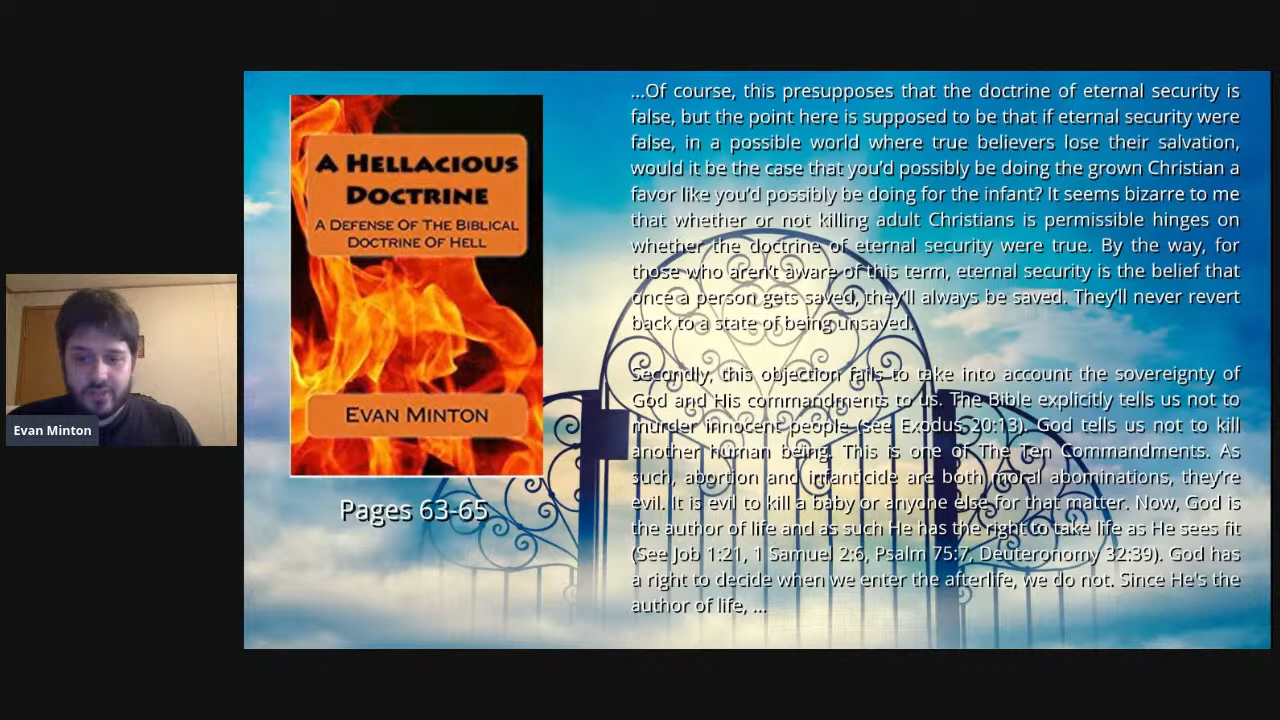 A HELLACIOUS
DOCTRINE
A DEFENSE OF THE BIBLICAL
DOCTRINE OF HELL
EVAN MINTON
Pages 63-65
Evan Minton
...Of course, this presupposes that the doctrine of eternal security is
false, but the point here is supposed to be that if eternal security were
false, in a possible world where true believers lose their salvation,
would it be the case that you'd possibly be doing the grown Christian a
favor like you'd possibly be doing for the infant? It seems bizarre to me
that whether or not killing adult Christians is permissible hinges on
whether the doctrine of eternal security were true. By the way, for
those who aren't aware of this term, eternal security is the belief that
once a person gets saved, they'll always be saved. They'll never revert
back to a state of being unsaved.
Secondly, this objection fails to take into account the sovereignty of
God and His commandments to us. The Bible explicitly tells us not to
murder innocent people (see Exodus 20:13). God tells us not to kill
another human being. This is one of The Ten Commandments. As
such, abortion and infanticide are both moral abominations, they're
evil. It is evil to kill a baby or anyone else for that matter. Now, God is
the author of life and as such He has the right to take life as He sees fit
(See Job 1:21, 1 Samuel 2:6, Psalm 75:7, Deuteronomy 32:39). God has
a right to decide when we enter the afterlife, we do not. Since He's the
author of life, ...